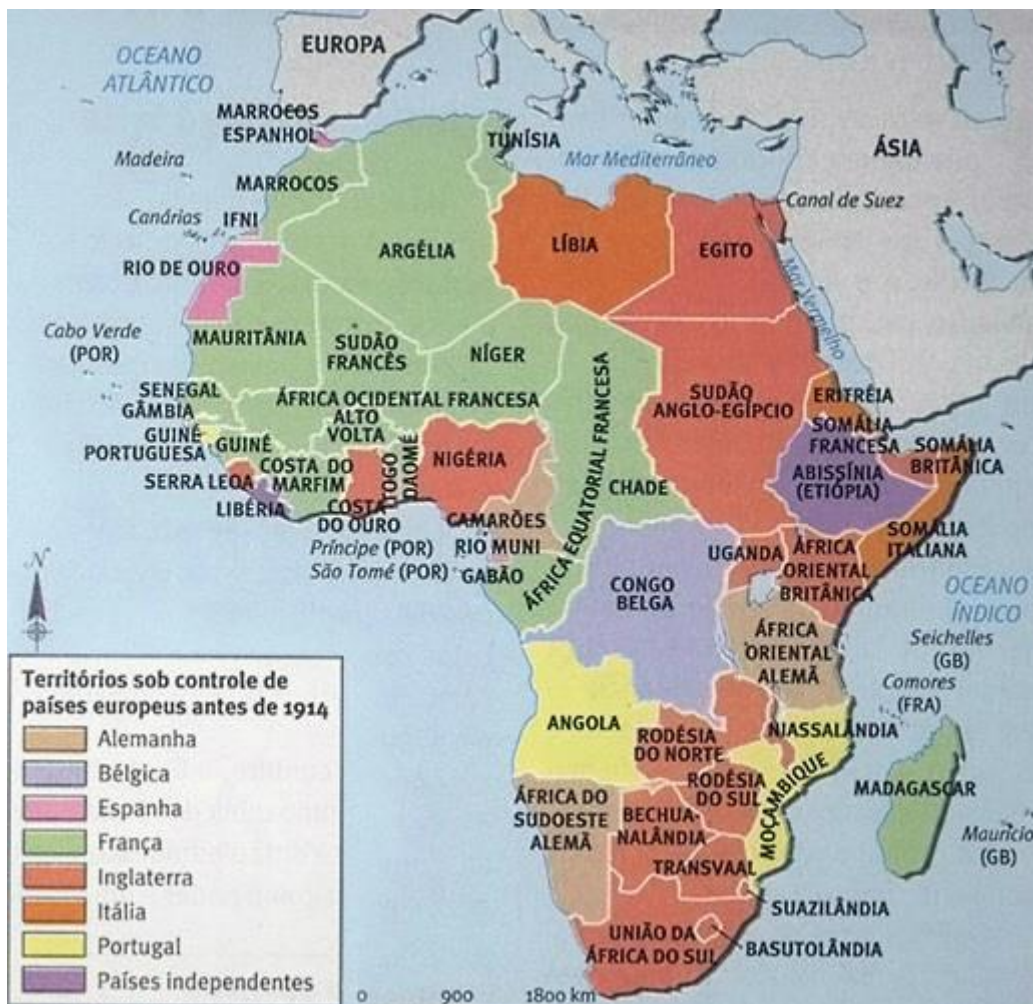 EUROPA
OCEANO
ATLÂNTICO
MARROCOS
ESPANHOL
TUNÍSIA
Mar Mediterrâneo
ÁSIA
Madeira
MARROCOS
Canal de Suez
Canárias
IFNI
ARGÉLIA
LÍBIA
EGITO
RIO DE OURO
Mar Vermelho
Cabo Verde
(POR)
MAURITÂNIA
SUDÃO
FRANCÊS
NÍGER
SUDÃO
ANGLO-EGÍPCIO
ERITRÉIA
SENEGAL
GÂMBIA
ÁFRICA OCIDENTAL FRANCESA
ÁFRICA EQUATORIAL FRANCESA
SOMÁLIA
FRANCESA
GUINÉ
PORTUGUESA
GUINÉ
ALTO
VOLTA
NIGÉRIA
SOMÁLIA
BRITÂNICA
ABISSÍNIA
(ETIÓPIA)
SERRA LEOA
COSTA DO
MARFIM
TOGO
DAOMÉ
CHADE
LIBÉRIA
COSTA
DO OURO
CAMARÕES
SOMÁLIA
ITALIANA
Príncipe (POR)
RIO MUNI
UGANDA
ÁFRICA
ORIENTAL
BRITÂNICA
São Tomé (POR)
GABÃO
CONGO
BELGA
OCEANO
ÍNDICO
N
ÁFRICA
ORIENTAL
ALEMÃ
Seichelles
(GB)
Comores
(FRA)
ANGOLA
RODÉSIA
DO NORTE
NIASSALÂNDIA
RODÉSIA
DO SUL
MOÇAMBIQUE
MADAGASCAR
ÁFRICA DO
SUDOESTE
ALEMÃ
BECHUA-
NALÂNDIA
Maurício
(GB)
TRANSVAAL
SUAZILÂNDIA
UNIÃO DA
ÁFRICA DO SUL
BASUTOLÂNDIA
Territórios sob controle de
países europeus antes de 1914
Alemanha
Bélgica
Espanha
França
Inglaterra
Itália
Portugal
Países independentes
0 900 1800 km